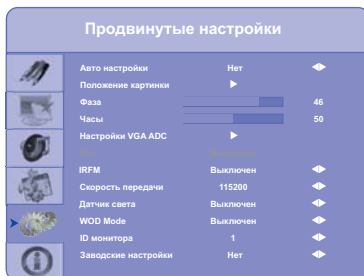 Продвинутые настройки
Авто настройки Нет
Положение картинки
Фаза 46
Часы 50
Настройки VGA ADC
IRFM Выключен
Скорость передачи 115200
Датчик света Выключен
WOD Mode Выключен
ID монитора 1
Заводские настройки Нет